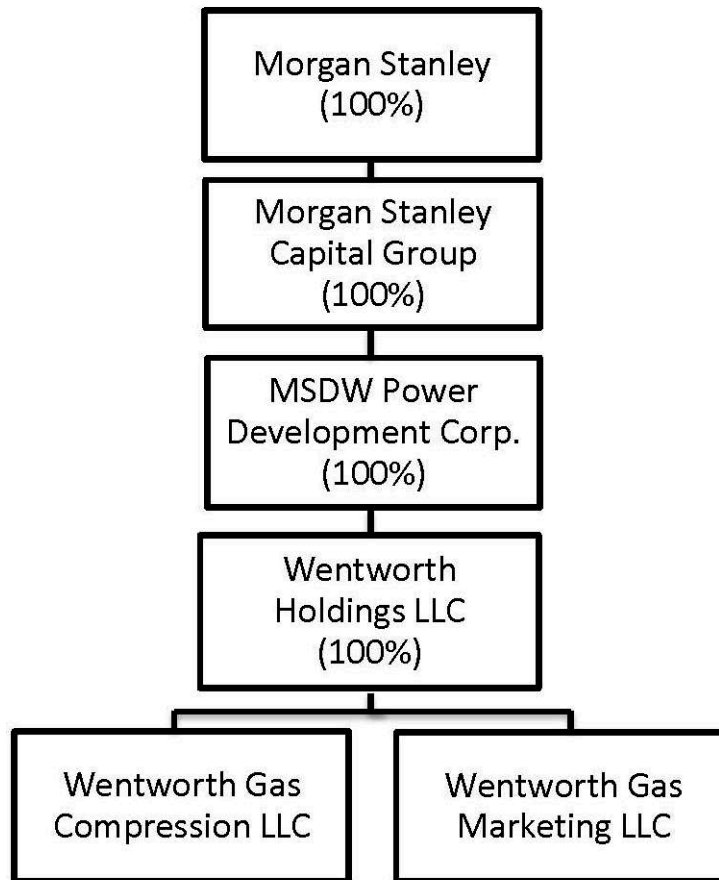 Morgan Stanley
(100%)
Morgan Stanley
Capital Group
(100%)
MSDW Power
Development Corp.
(100%)
Wentworth
Holdings LLC
(100%)
Wentworth Gas
Compression LLC
Wentworth Gas
Marketing LLC